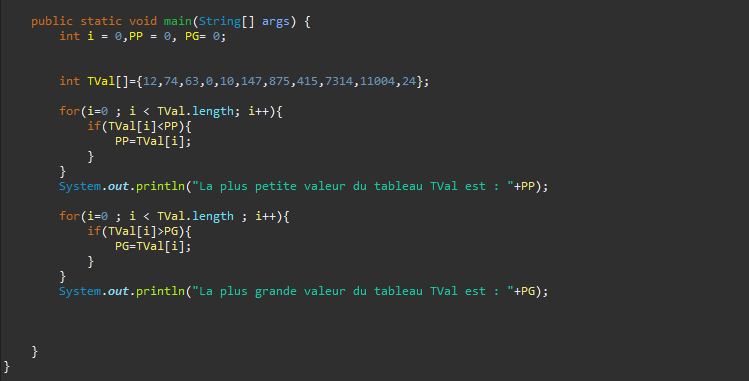 public static void main(String[] args) {
int i = 0,PP = 0, PG= 0;
int TVal[]={12,74,63,0,10,147,875,415,7314,11004,24};
for(i=0 ; i < TVal.length; i++){
if(TVal[i]<PP){
PP=TVal[i];
}
}
System.out.println("La plus petite valeur du tableau TVal est : "+PP);
for(i=0 ; i < TVal.length ; i++){
if(TVal[i]>PG){
PG=TVal[i];
}
}
System.out.println("La plus grande valeur du tableau TVal est : "+PG);
}
}